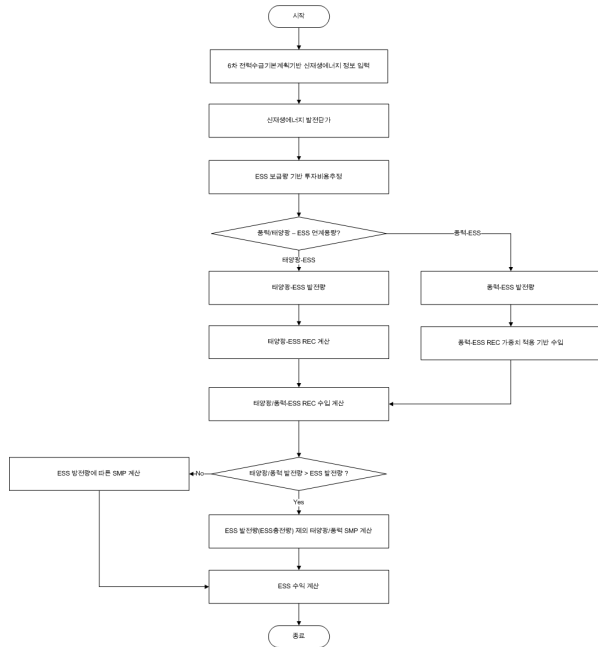 시작
6차 전력수급기본계획기반 신재생에너지 정보 입력
신재생에너지 발전단가
ESS 보급량 기반 투자비용추정
풍력/태양광 – ESS 연계용량?
풍력-ESS
태양광-ESS
태양광-ESS 발전량
풍력-ESS 발전량
태양광-ESS REC 계산
풍력-ESS REC 가중치 적용 기반 수입
태양광/풍력-ESS REC 수입 계산
ESS 방전량에 따른 SMP 계산
No
태양광/풍력 발전량 > ESS 발전량 ?
Yes
ESS 발전량(ESS충전량) 제외 태양광/풍력 SMP 계산
ESS 수익 계산
종료